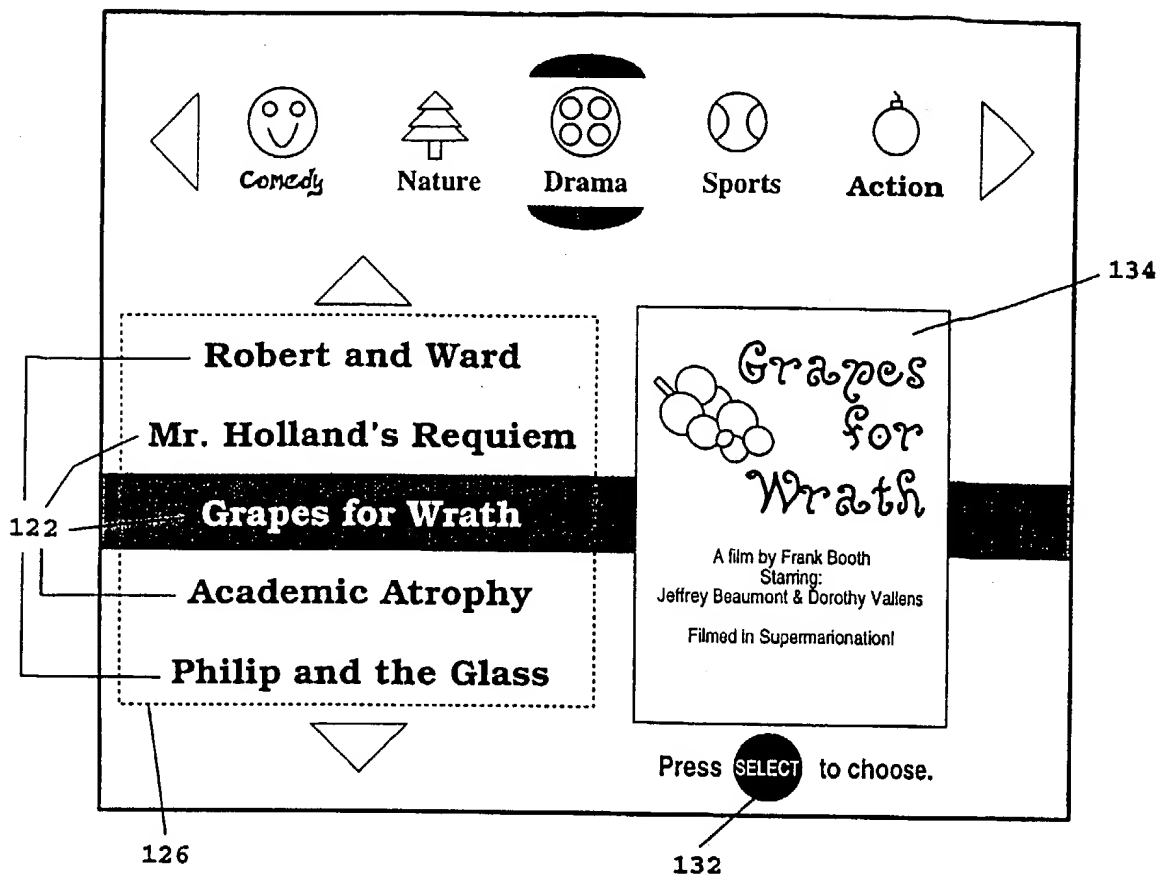 Comedy Nature Drama Sports Action
134
Robert and Ward
Mr. Holland's Requiem
122
Grapes for Wrath
Academic Atrophy
Philip and the Glass
Grapes
for
Wrath
A film by Frank Booth
Starring:
Jeffrey Beaumont & Dorothy Vallens
Filmed in Supermarionation!
Press SELECT to choose.
126
132